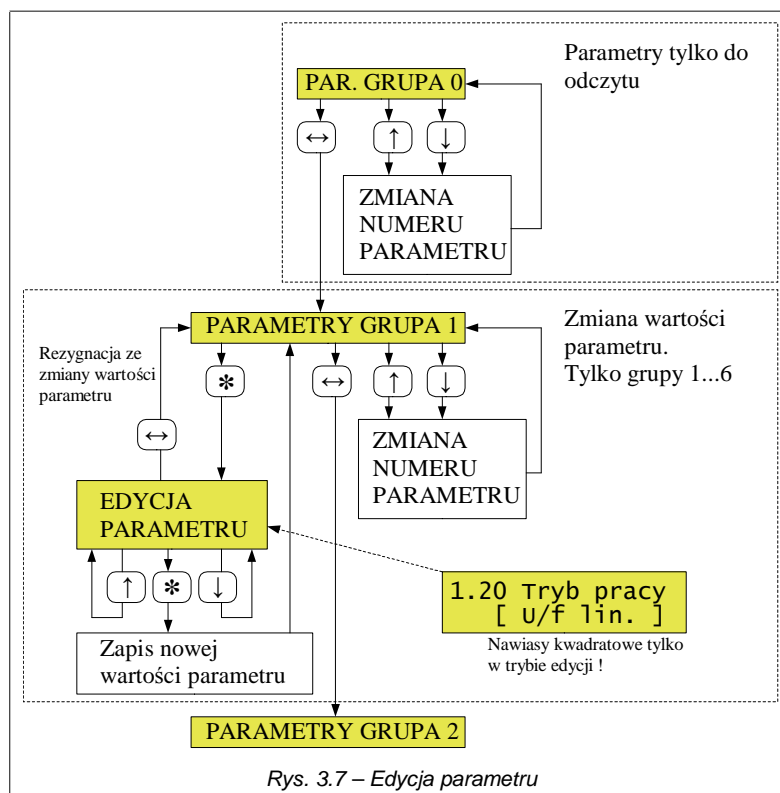 Parametry tylko do
odczytu
PAR. GRUPA 0
↔ ↑ ↓
ZMIANA
NUMERU
PARAMETRU
PARAMETRY GRUPA 1
Zmiana wartości
parametru.
Tylko grupy 1...6
Rezygnacja ze
zmiany wartości
parametru
* ↔ ↑ ↓
↔
ZMIANA
NUMERU
PARAMETRU
EDYCJA
PARAMETRU
↑ * ↓
1.20 Tryb pracy
[ U/f lin. ]
Nawiasy kwadratowe tylko
w trybie edycji !
Zapis nowej
wartości parametru
PARAMETRY GRUPA 2
Rys. 3.7 – Edycja parametru